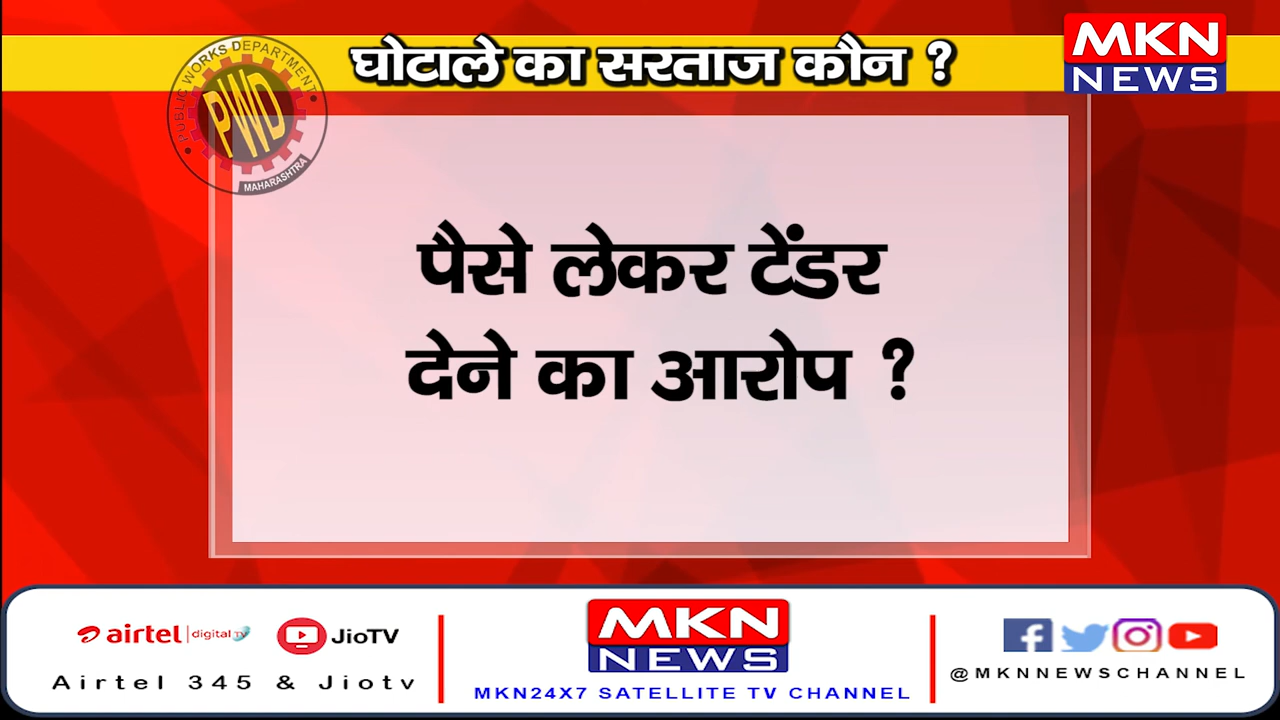 घोटाले का सरताज कौन ?
MKN
NEWS
PUBLIC WORKS DEPARTMENT
PWD
MAHARASHTRA
पैसे लेकर टेंडर
देने का आरोप ?
airtel digital TV
JioTV
Airtel 345 & Jiotv
MKN
NEWS
MKN24X7 SATELLITE TV CHANNEL
@MKNNEWSCHANNEL